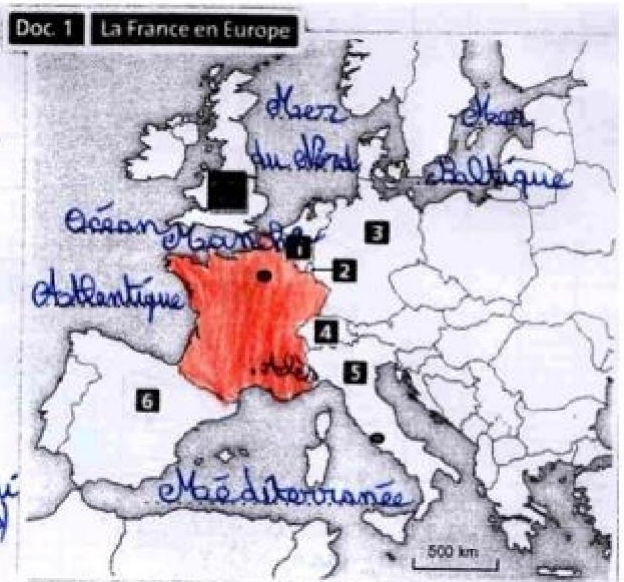 Doc. 1 La France en Europe
Mer
du Nord
Mer
Baltique
Océan
Manche
Atlantique
1
2
3
4
5
6
Méditerranée
500 km